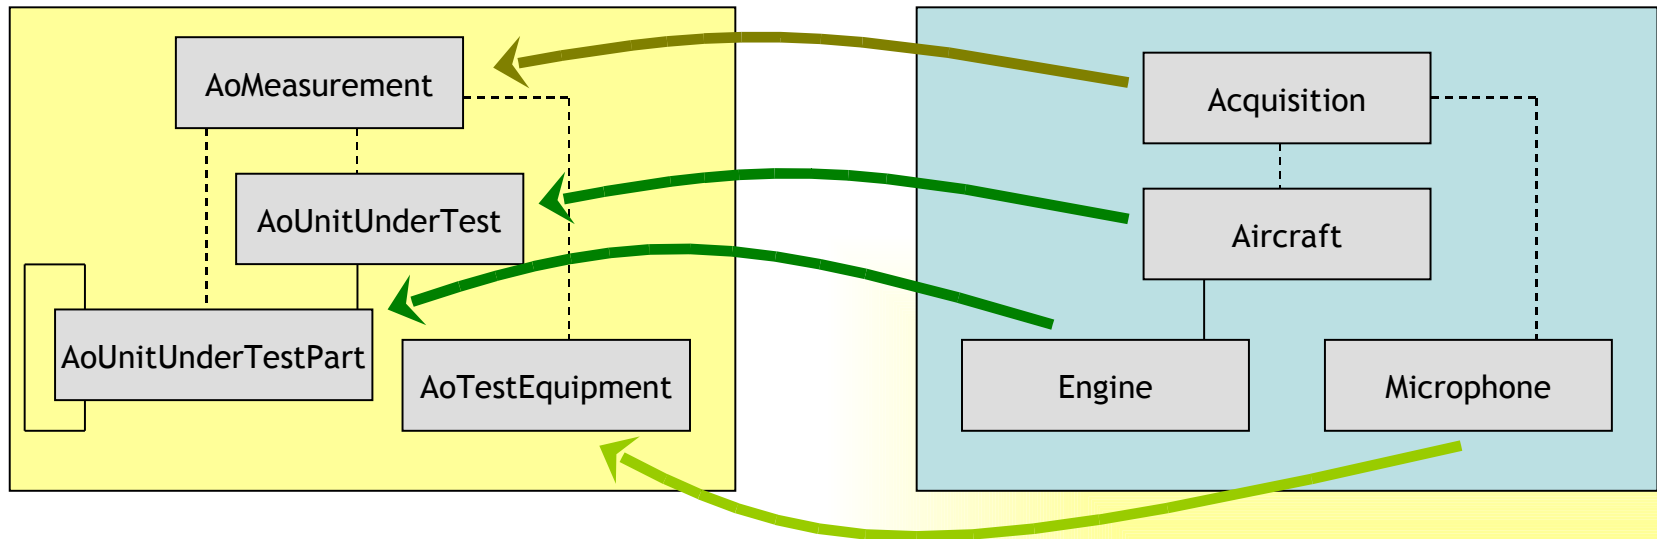 AoMeasurement
AoUnitUnderTest
AoUnitUnderTestPart
AoTestEquipment
Acquisition
Aircraft
Engine
Microphone